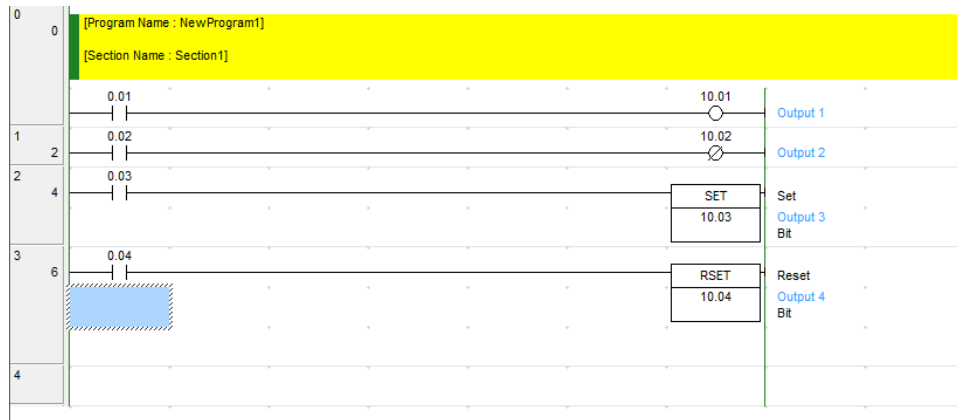 0
0
[Program Name : NewProgram1]
[Section Name : Section1]
0.01 10.01
Output 1
1
2
0.02 10.02
Output 2
2
4
0.03
SET Set
10.03 Output 3
Bit
3
6
0.04
RSET Reset
10.04 Output 4
Bit
4